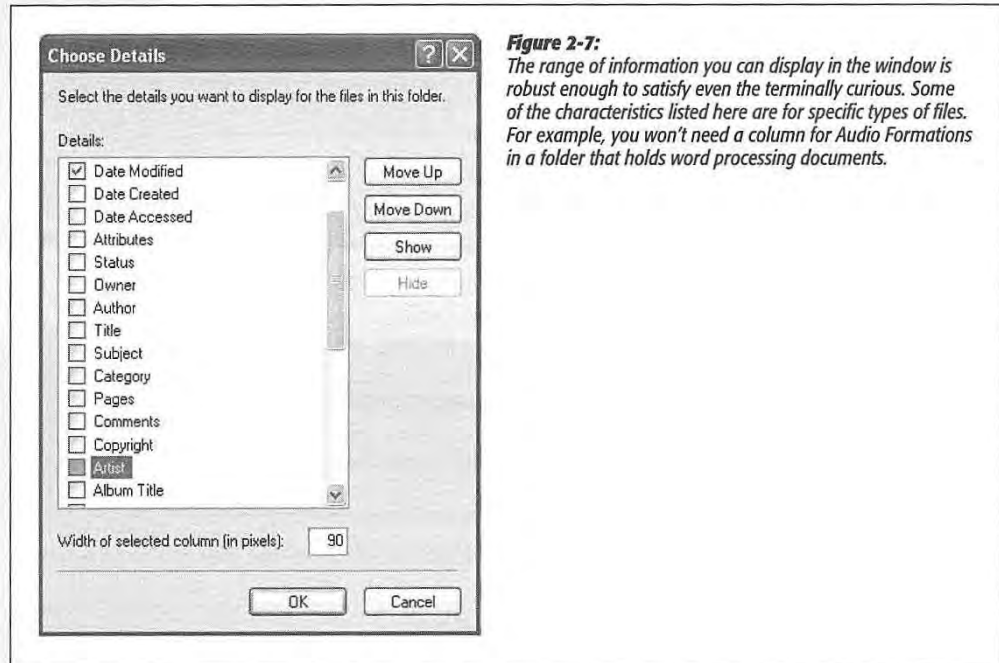 Choose Details
Select the details you want to display for the files in this folder.
Details:
Date Modified
Date Created
Date Accessed
Attributes
Status
Owner
Author
Title
Subject
Category
Pages
Comments
Copyright
Artist
Album Title
Move Up
Move Down
Show
Hide
Width of selected column (in pixels): 90
OK
Cancel
Figure 2-7:
The range of information you can display in the window is
robust enough to satisfy even the terminally curious. Some
of the characteristics listed here are for specific types of files.
For example, you won't need a column for Audio Formations
in a folder that holds word processing documents.